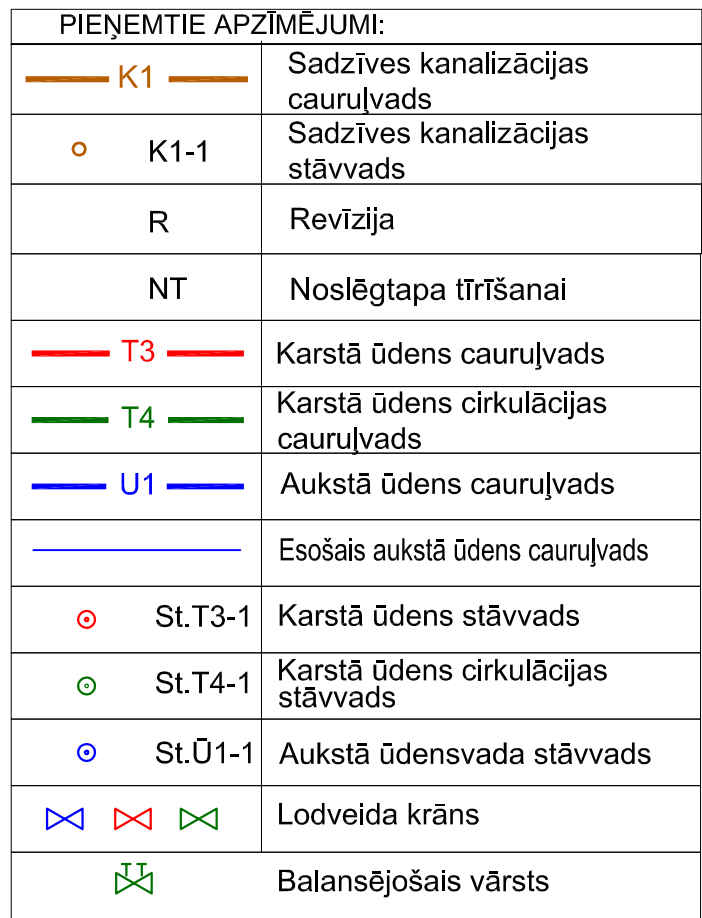 PIEŅEMTIE APZĪMĒJUMI:
K1 Sadzīves kanalizācijas
cauruļvads
K1-1 Sadzīves kanalizācijas
stāvvads
R Revīzija
NT Noslēgtapa tīrīšanai
T3 Karstā ūdens cauruļvads
T4 Karstā ūdens cirkulācijas
cauruļvads
U1 Aukstā ūdens cauruļvads
Esošais aukstā ūdens cauruļvads
St.T3-1 Karstā ūdens stāvvads
St.T4-1 Karstā ūdens cirkulācijas
stāvvads
St.Ū1-1 Aukstā ūdensvada stāvvads
Lodveida krāns
Balansējošais vārsts